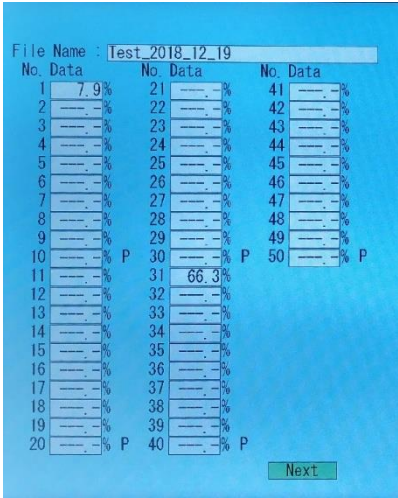 File Name : Test_2018_12_19
No. Data No. Data No. Data
1 7.9% 21 ---.-% 41 ---.-%
2 ---.-% 22 ---.-% 42 ---.-%
3 ---.-% 23 ---.-% 43 ---.-%
4 ---.-% 24 ---.-% 44 ---.-%
5 ---.-% 25 ---.-% 45 ---.-%
6 ---.-% 26 ---.-% 46 ---.-%
7 ---.-% 27 ---.-% 47 ---.-%
8 ---.-% 28 ---.-% 48 ---.-%
9 ---.-% 29 ---.-% 49 ---.-%
10 ---.-% P 30 ---.-% P 50 ---.-% P
11 ---.-% 31 66.3%
12 ---.-% 32 ---.-%
13 ---.-% 33 ---.-%
14 ---.-% 34 ---.-%
15 ---.-% 35 ---.-%
16 ---.-% 36 ---.-%
17 ---.-% 37 ---.-%
18 ---.-% 38 ---.-%
19 ---.-% 39 ---.-%
20 ---.-% P 40 ---.-% P
Next